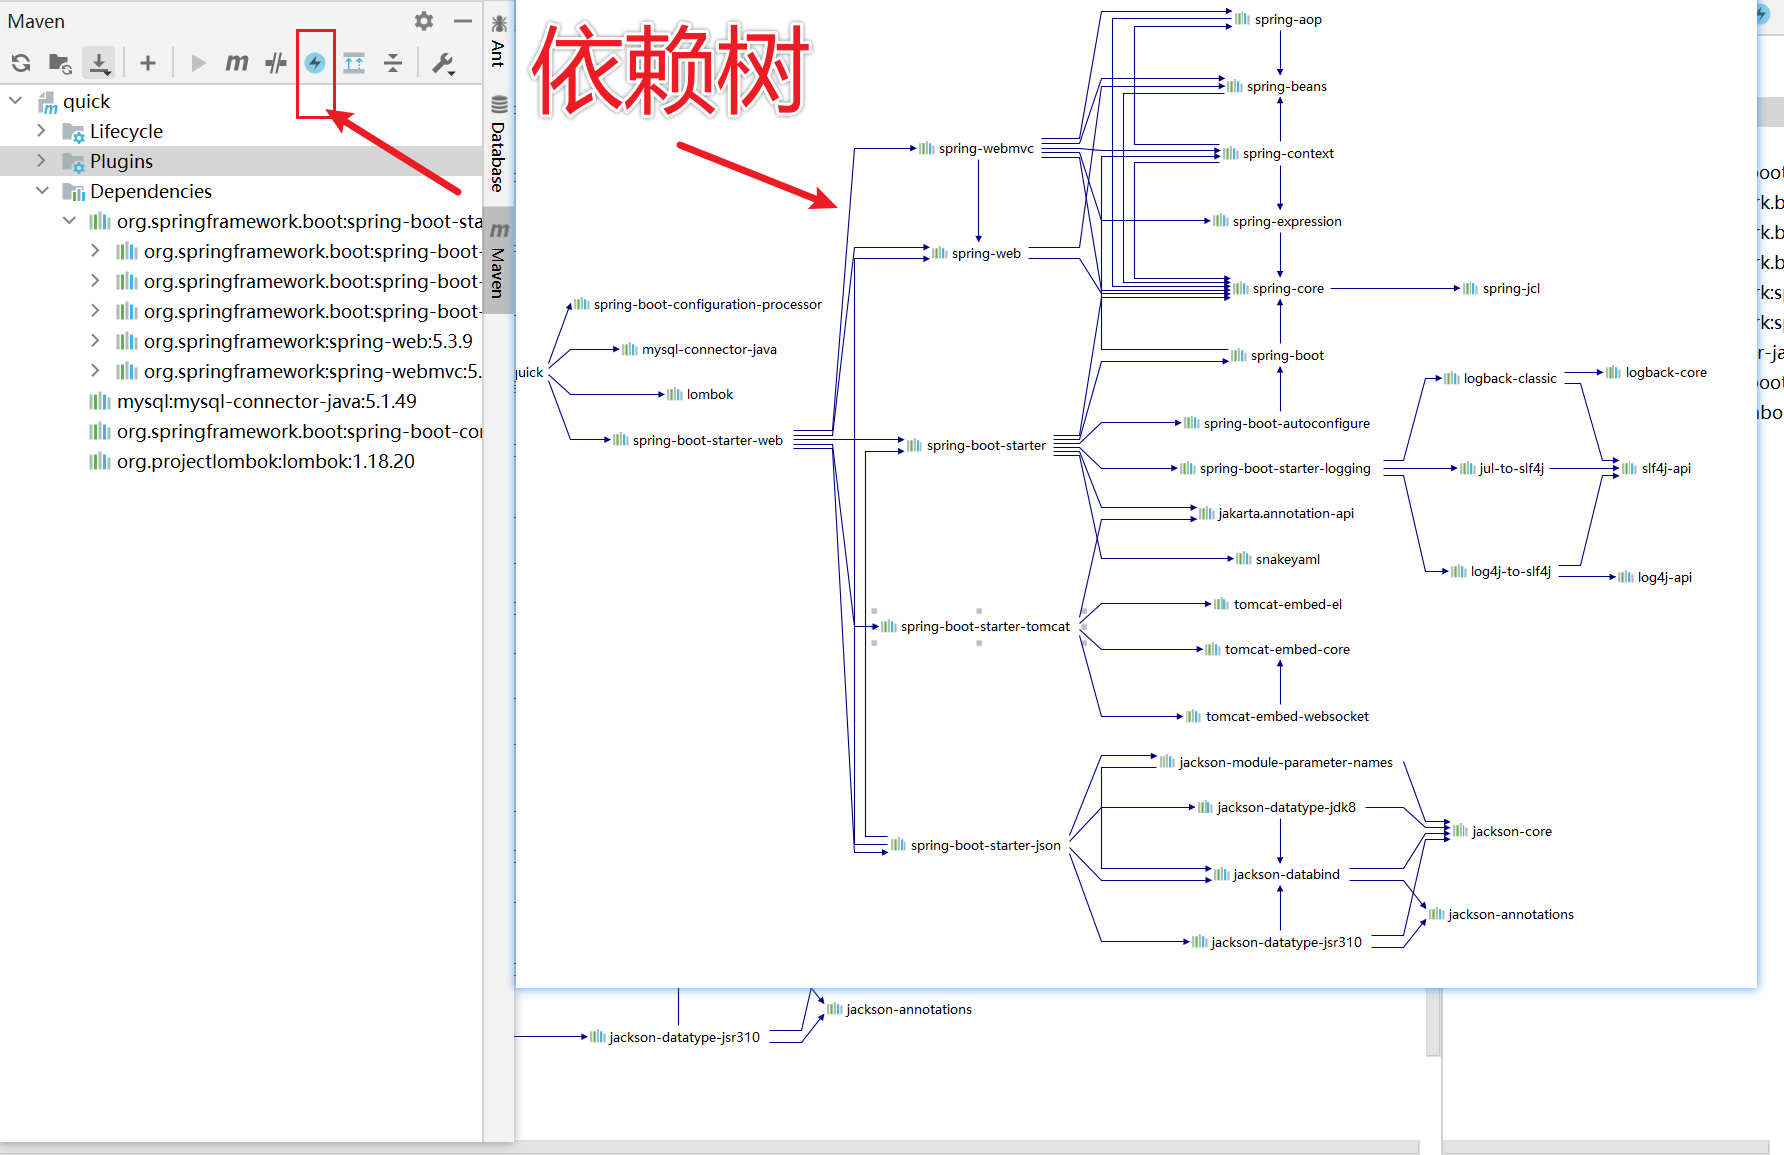 Maven
quick
Lifecycle
Plugins
Dependencies
org.springframework.boot:spring-boot-sta
org.springframework.boot:spring-boot-
org.springframework.boot:spring-boot-
org.springframework.boot:spring-boot-
org.springframework:spring-web:5.3.9
org.springframework:spring-webmvc:5.
mysql:mysql-connector-java:5.1.49
org.springframework.boot:spring-boot-co
org.projectlombok:lombok:1.18.20
Ant
Database
Maven
依赖树
spring-aop
spring-beans
spring-webmvc
spring-context
spring-expression
spring-web
spring-core
spring-jcl
spring-boot-configuration-processor
mysql-connector-java
spring-boot
quick
logback-classic
logback-core
lombok
spring-boot-autoconfigure
spring-boot-starter-web
spring-boot-starter
spring-boot-starter-logging
jul-to-slf4j
slf4j-api
jakarta.annotation-api
snakeyaml
log4j-to-slf4j
log4j-api
tomcat-embed-el
spring-boot-starter-tomcat
tomcat-embed-core
tomcat-embed-websocket
jackson-module-parameter-names
jackson-datatype-jdk8
jackson-core
spring-boot-starter-json
jackson-databind
jackson-annotations
jackson-datatype-jsr310
jackson-annotations
jackson-datatype-jsr310